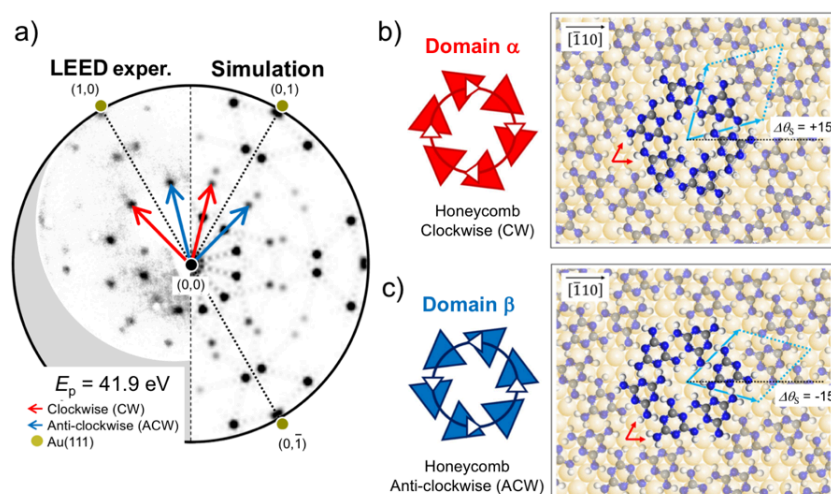 a)
LEED exper. Simulation
(1,0) (0,1)
(0,0)
Eₚ = 41.9 eV
Clockwise (CW)
Anti-clockwise (ACW)
Au(111)
(0,1̅)
b)
Domain α
Honeycomb
Clockwise (CW)
[1̅10]
Δθₛ = +15
c)
Domain β
Honeycomb
Anti-clockwise (ACW)
[1̅10]
Δθₛ = -15